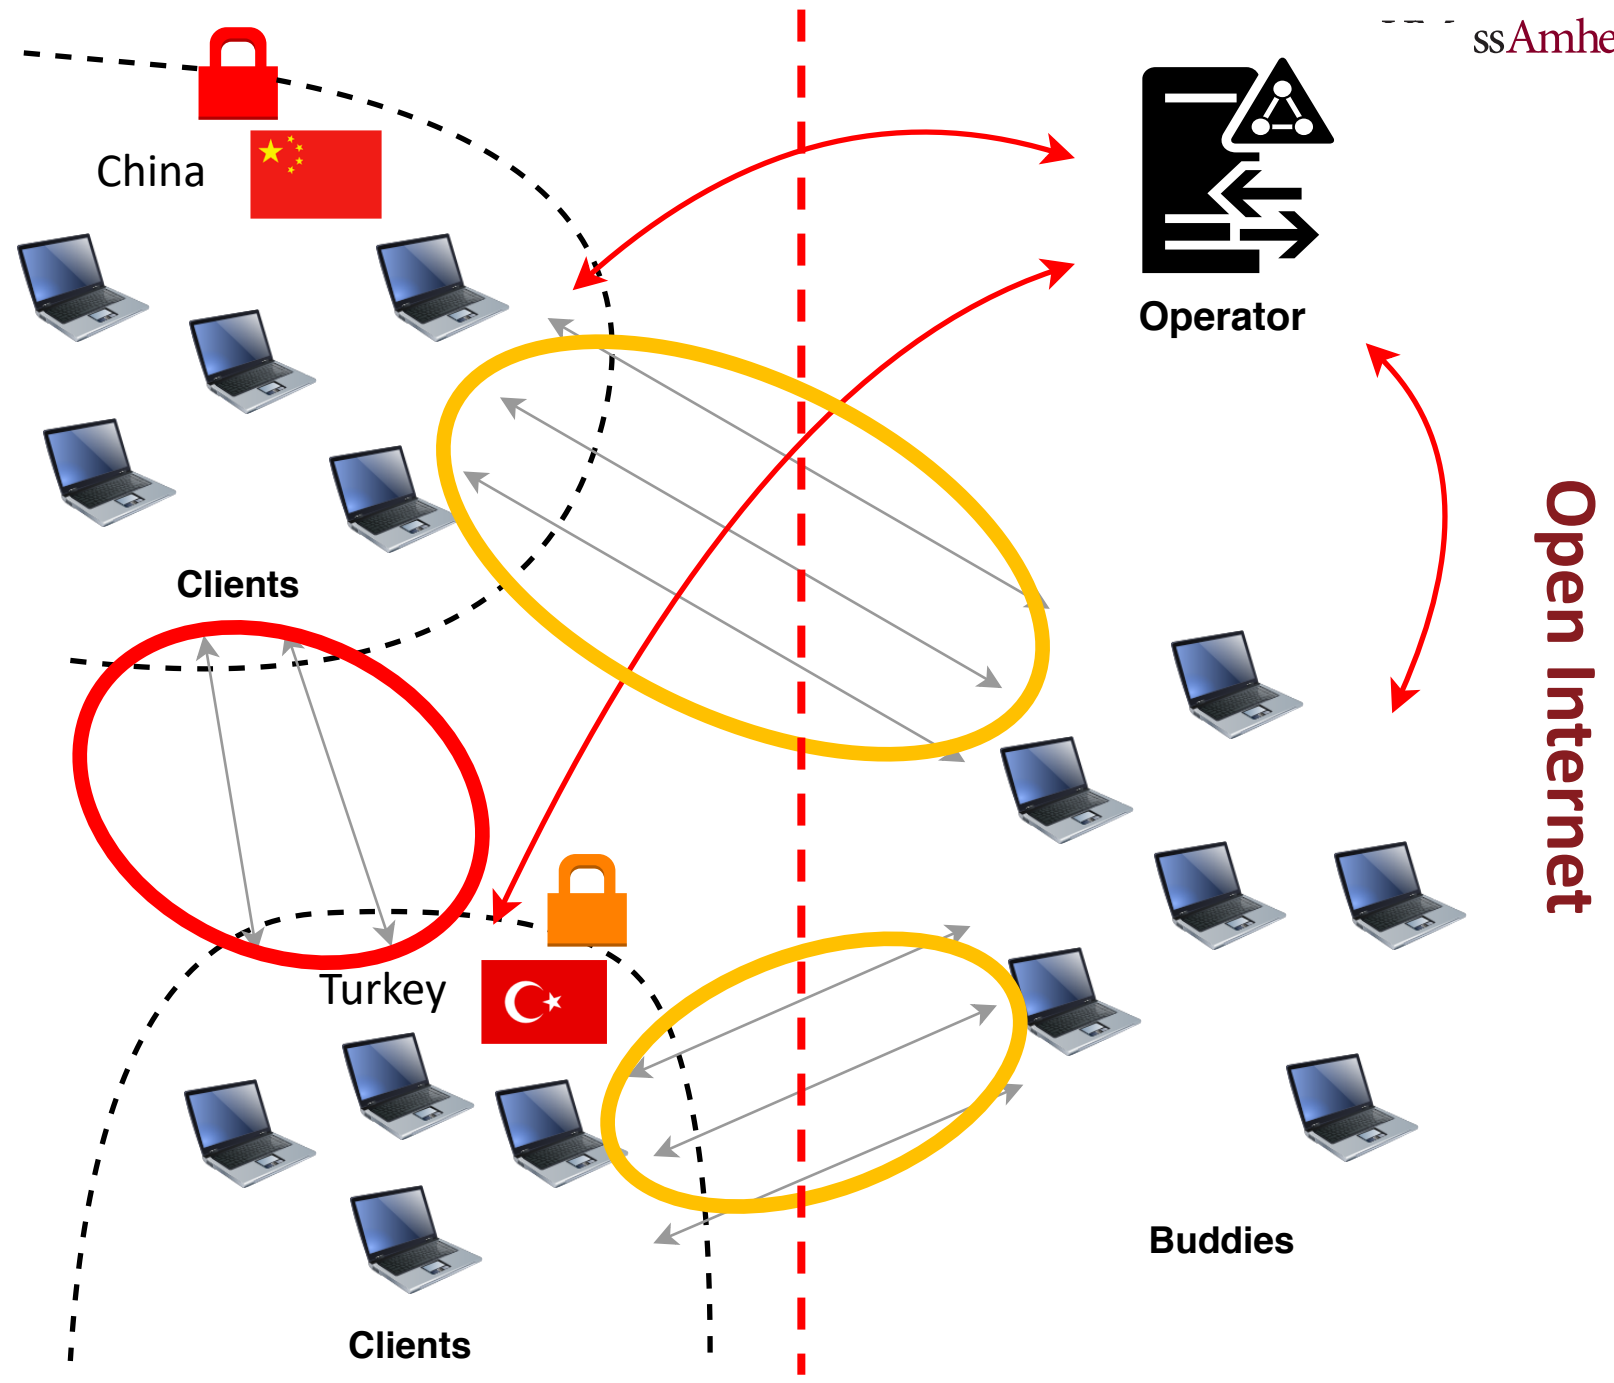 ssAmhe
China
Operator
Clients
Open Internet
Turkey
Buddies
Clients